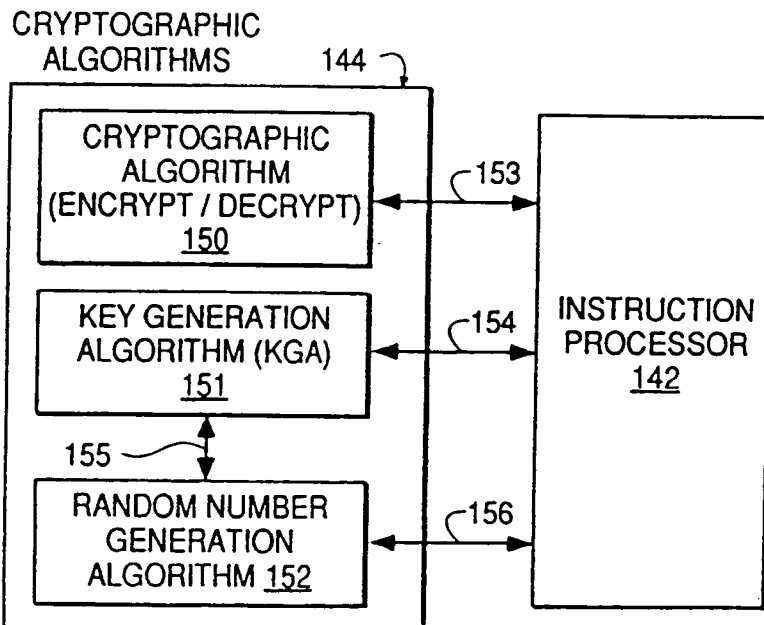 CRYPTOGRAPHIC
ALGORITHMS
144
CRYPTOGRAPHIC
ALGORITHM
(ENCRYPT / DECRYPT)
150
153
KEY GENERATION
ALGORITHM (KGA)
151
154
155
RANDOM NUMBER
GENERATION
ALGORITHM 152
156
INSTRUCTION
PROCESSOR
142